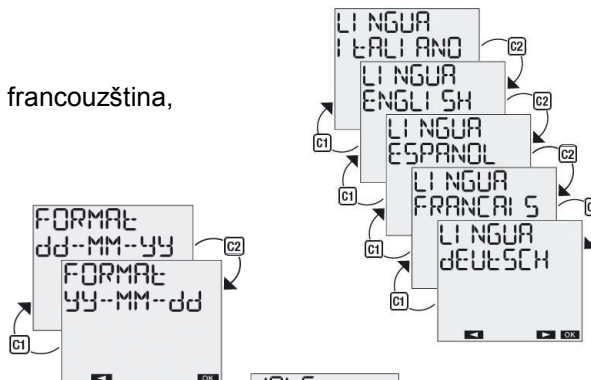 LINGUA
ITALIANO
C2
LINGUA
ENGLISH
C2
C1
LINGUA
ESPANOL
C2
C1
LINGUA
FRANCAIS
C1
LINGUA
dEUtSCH
C1
OK
francouzština,
FORMAt
dd--MM--YY
C2
FORMAt
YY--MM--dd
C1
OK